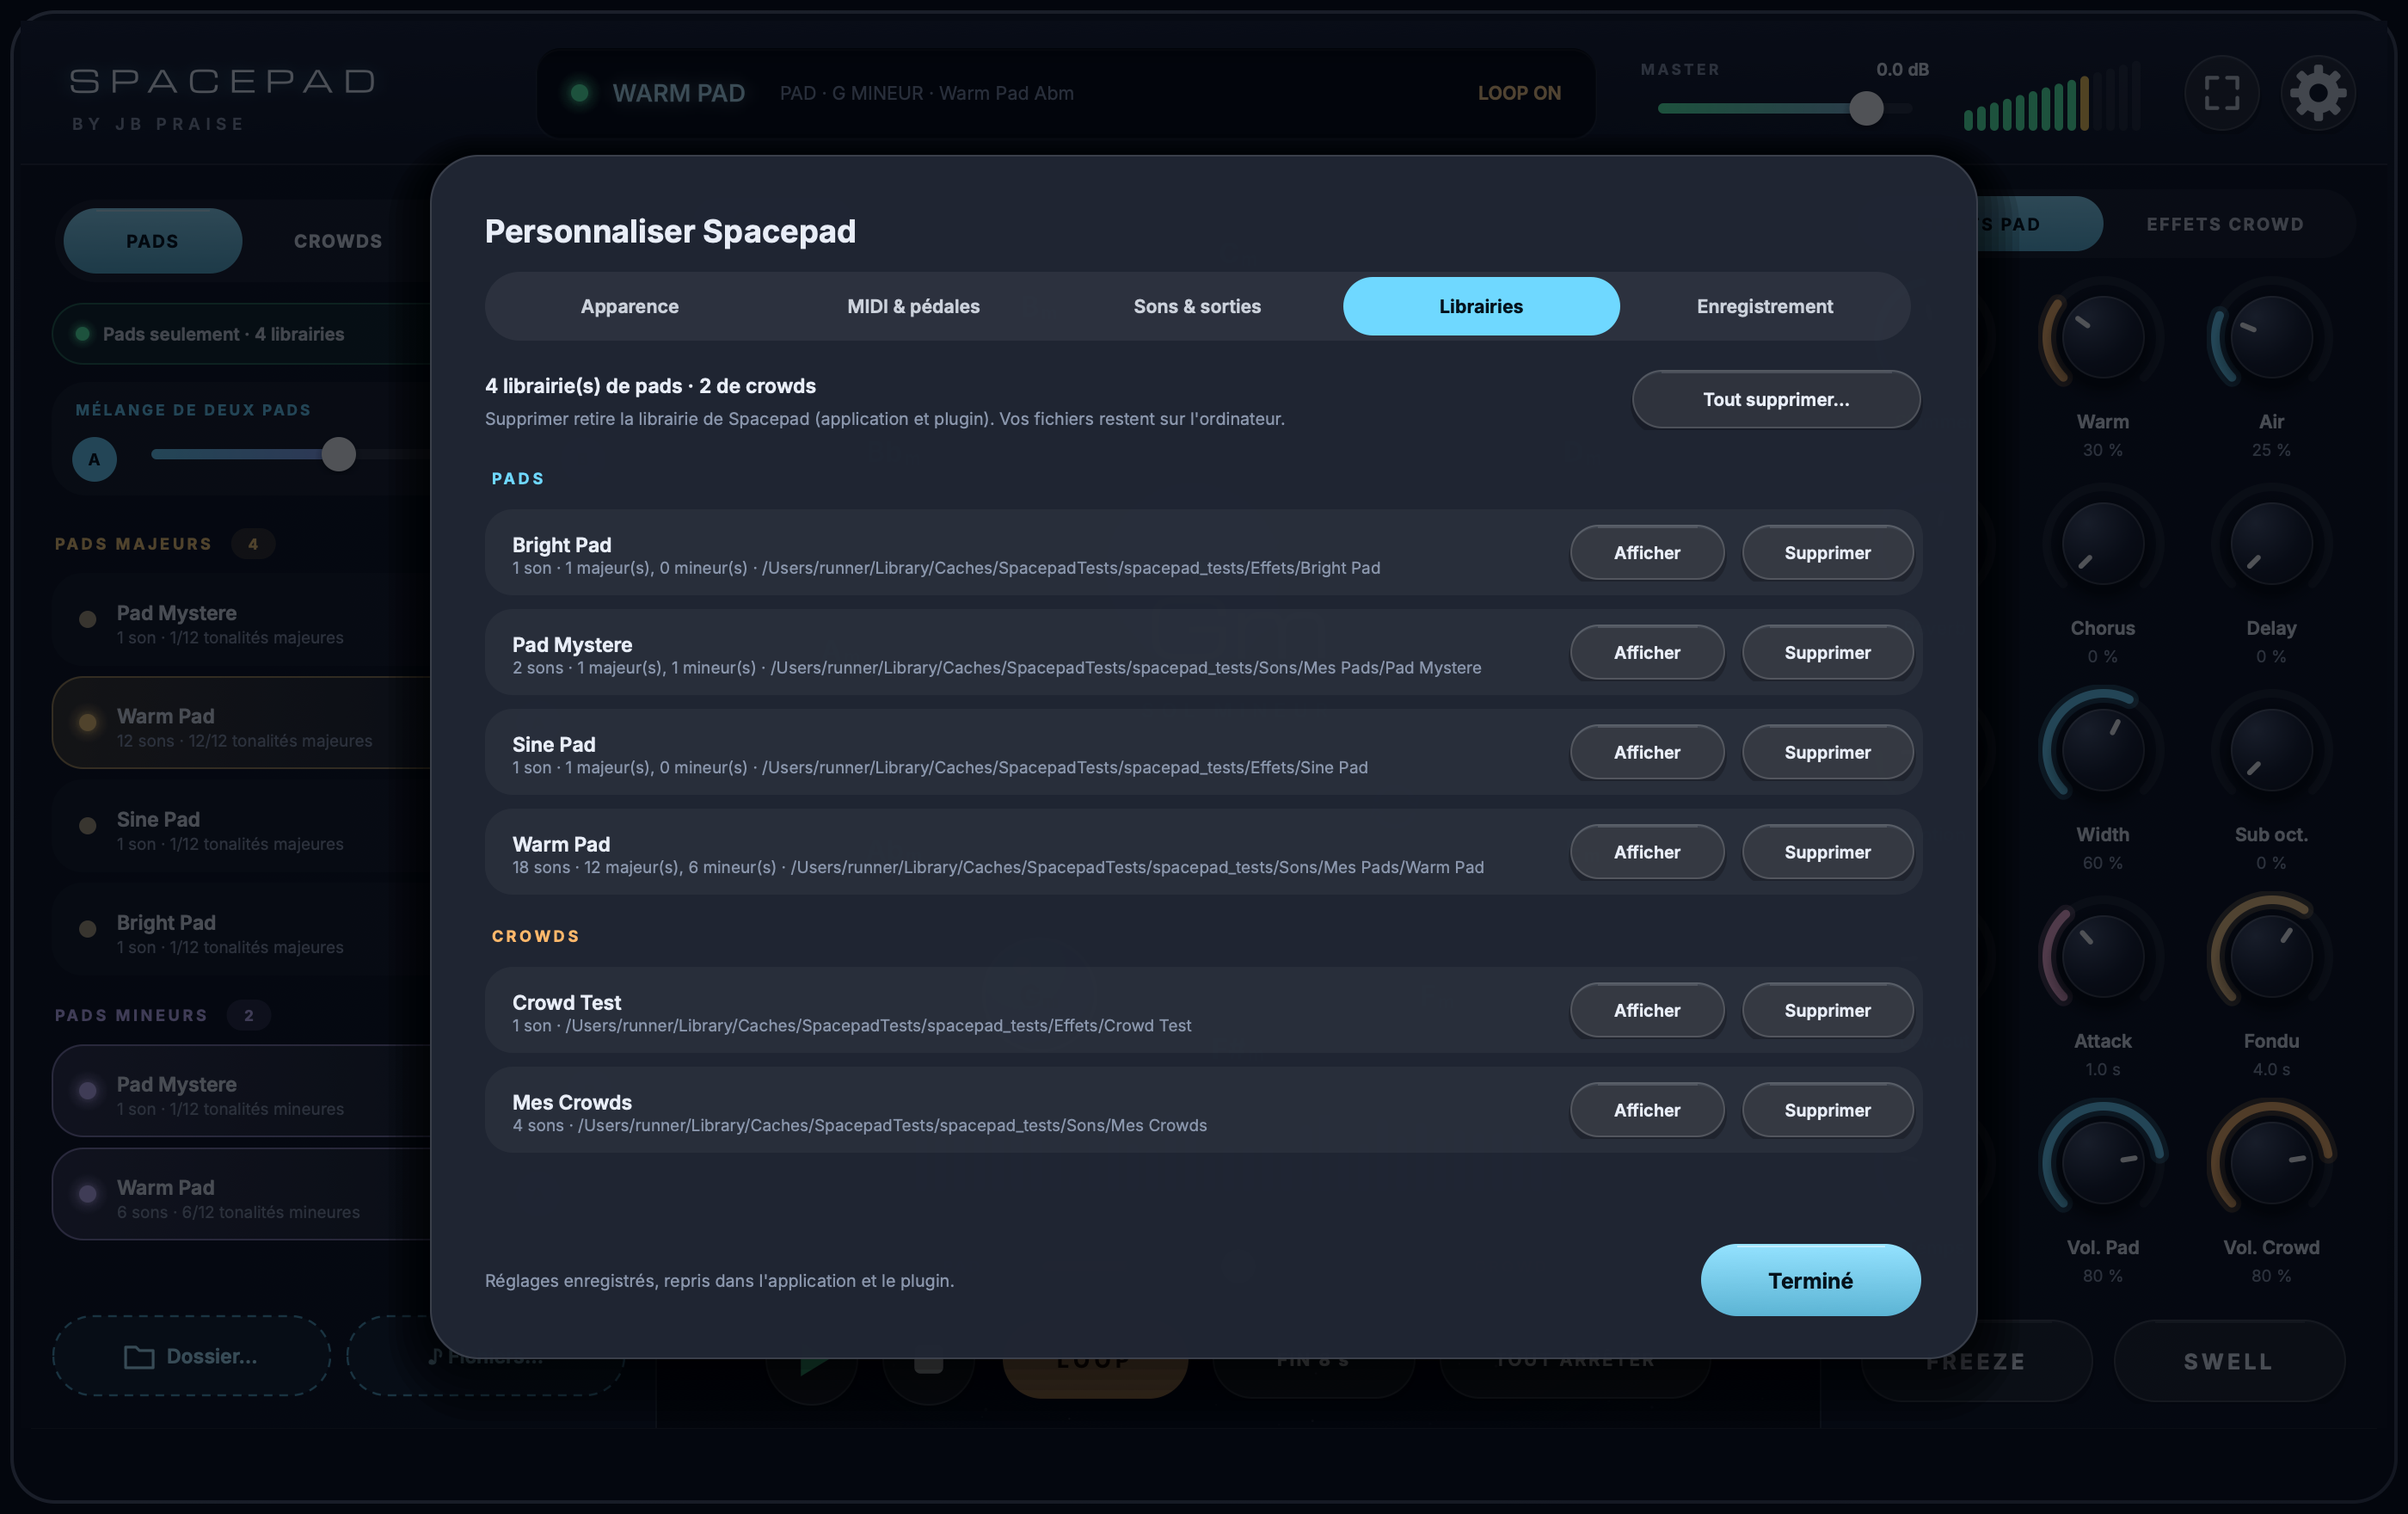 SPACEPAD
BY JB PRAISE
WARM PAD
PAD · G MINEUR · Warm Pad Abm
LOOP ON
MASTER
0.0 dB
PADS
CROWDS
Pads seulement · 4 librairies
MÉLANGE DE DEUX PADS
A
PADS MAJEURS
4
Pad Mystere
1 son · 1/12 tonalités majeures
Warm Pad
12 sons · 12/12 tonalités majeures
Sine Pad
1 son · 1/12 tonalités majeures
Bright Pad
1 son · 1/12 tonalités majeures
PADS MINEURS
2
Pad Mystere
1 son · 1/12 tonalités mineures
Warm Pad
6 sons · 6/12 tonalités mineures
Dossier...
Personnaliser Spacepad
Apparence
MIDI & pédales
Sons & sorties
Librairies
Enregistrement
4 librairie(s) de pads · 2 de crowds
Supprimer retire la librairie de Spacepad (application et plugin). Vos fichiers restent sur l'ordinateur.
Tout supprimer...
PADS
Bright Pad
1 son · 1 majeur(s), 0 mineur(s) · /Users/runner/Library/Caches/SpacepadTests/spacepad_tests/Effets/Bright Pad
Afficher
Supprimer
Pad Mystere
2 sons · 1 majeur(s), 1 mineur(s) · /Users/runner/Library/Caches/SpacepadTests/spacepad_tests/Sons/Mes Pads/Pad Mystere
Afficher
Supprimer
Sine Pad
1 son · 1 majeur(s), 0 mineur(s) · /Users/runner/Library/Caches/SpacepadTests/spacepad_tests/Effets/Sine Pad
Afficher
Supprimer
Warm Pad
18 sons · 12 majeur(s), 6 mineur(s) · /Users/runner/Library/Caches/SpacepadTests/spacepad_tests/Sons/Mes Pads/Warm Pad
Afficher
Supprimer
CROWDS
Crowd Test
1 son · /Users/runner/Library/Caches/SpacepadTests/spacepad_tests/Effets/Crowd Test
Afficher
Supprimer
Mes Crowds
4 sons · /Users/runner/Library/Caches/SpacepadTests/spacepad_tests/Sons/Mes Crowds
Afficher
Supprimer
Réglages enregistrés, repris dans l'application et le plugin.
Terminé
LOOP
FIN 8 s
TOUT ARRÊTER
PAD
EFFETS CROWD
Warm
30 %
Air
25 %
Chorus
0 %
Delay
0 %
Width
60 %
Sub oct.
0 %
Attack
1.0 s
Fondu
4.0 s
Vol. Pad
80 %
Vol. Crowd
80 %
FREEZE
SWELL